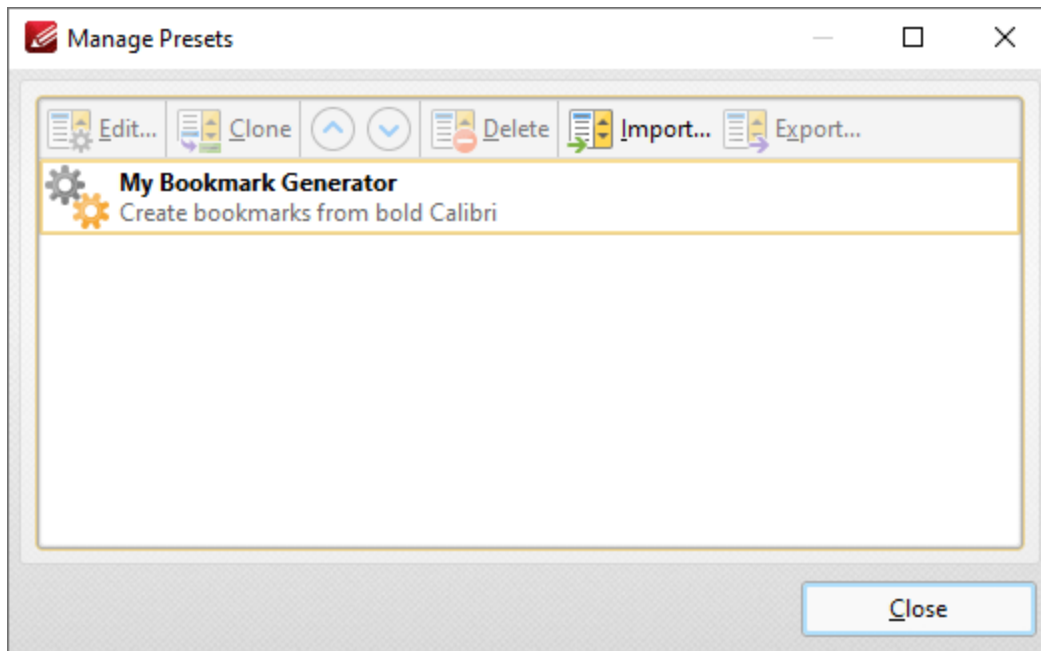 Manage Presets
Edit... Clone Delete Import... Export...
My Bookmark Generator
Create bookmarks from bold Calibri
Close